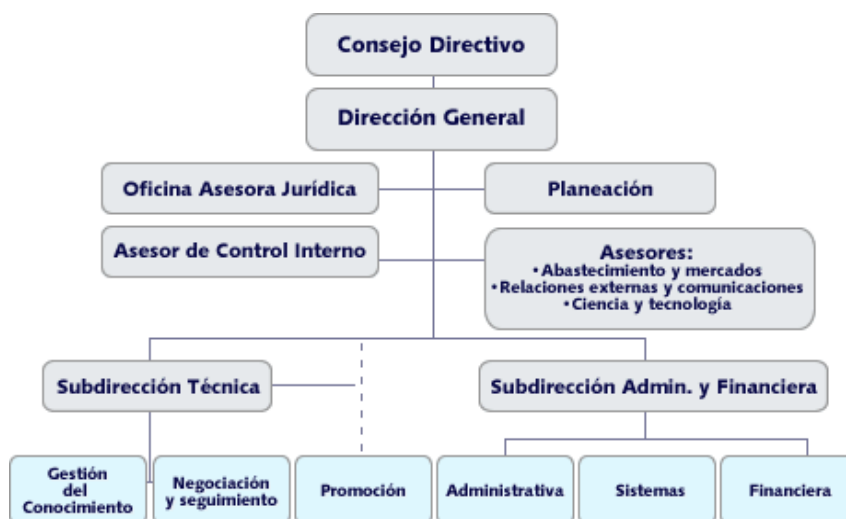 Consejo Directivo
Dirección General
Oficina Asesora Jurídica
Planeación
Asesor de Control Interno
Asesores:
•Abastecimiento y mercados
•Relaciones externas y comunicaciones
•Ciencia y tecnología
Subdirección Técnica
Subdirección Admin. y Financiera
Gestión
del
Conocimiento
Negociación
y seguimiento
Promoción
Administrativa
Sistemas
Financiera